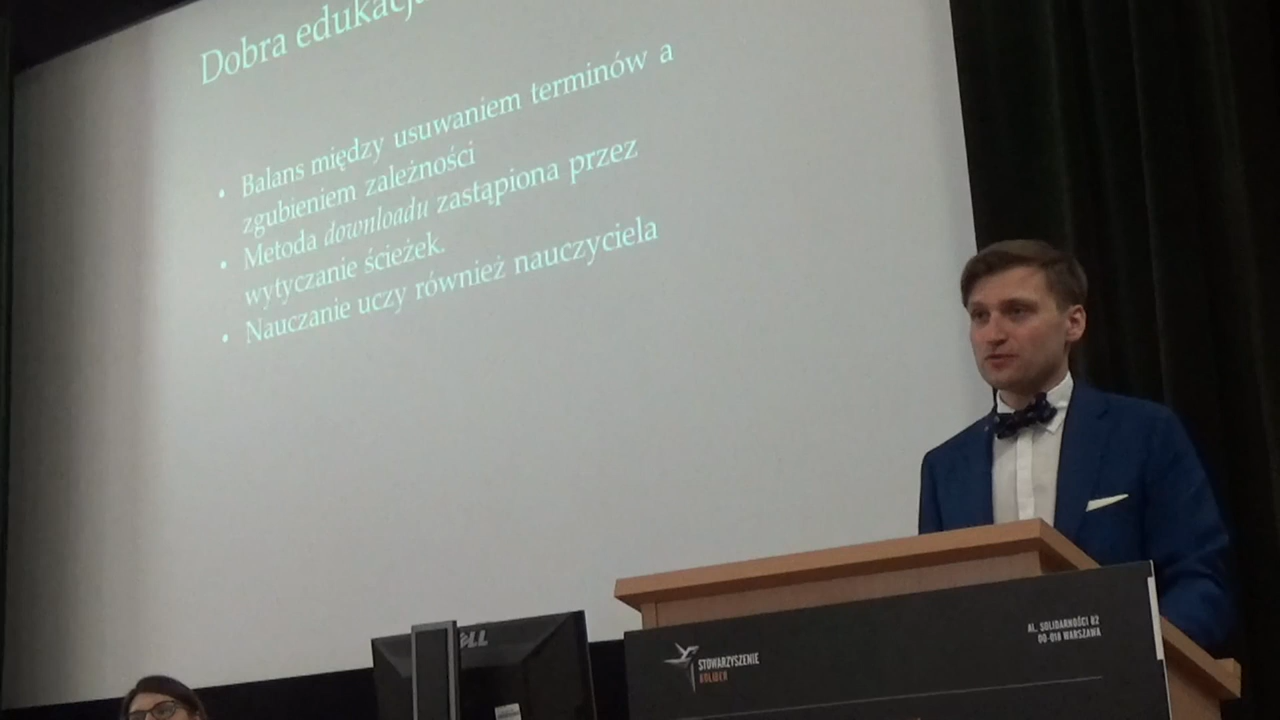 Dobra edukacja
• Balans między usuwaniem terminów a
zgubieniem zależności
• Metoda downloadu zastąpiona przez
wytyczanie ścieżek.
• Nauczanie uczy również nauczyciela
DELL
STOWARZYSZENIE
KOLIBER
AL. SOLIDARNOŚCI 82
00-018 WARSZAWA